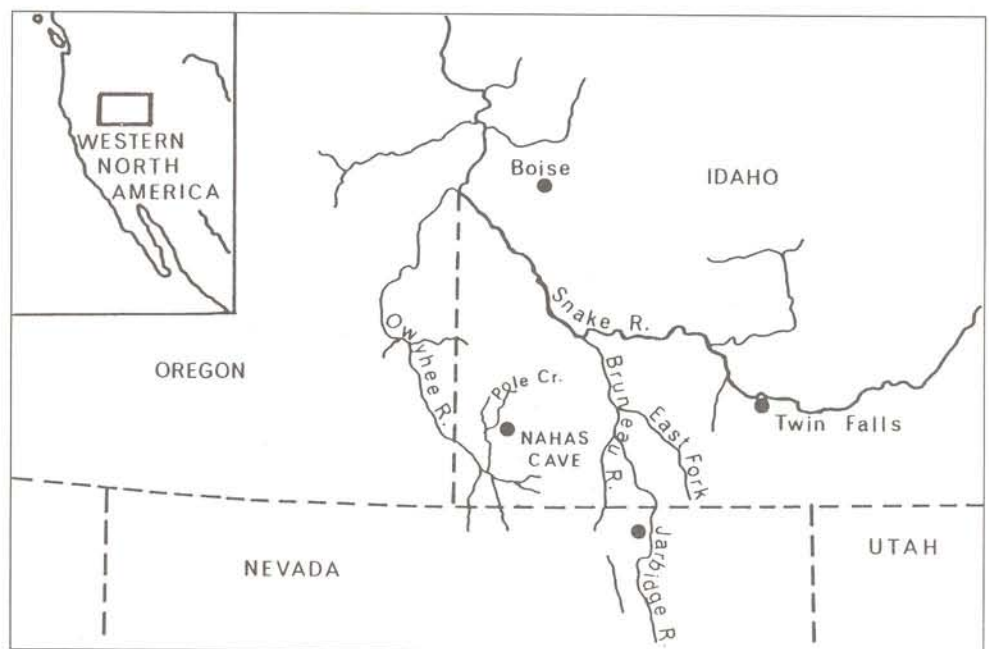 WESTERN
NORTH
AMERICA
Boise
IDAHO
Snake R.
OREGON
Owyhee R.
Pole Cr.
Bruneau R.
East Fork
Twin Falls
NAHAS
CAVE
NEVADA
Jarbidge R.
UTAH